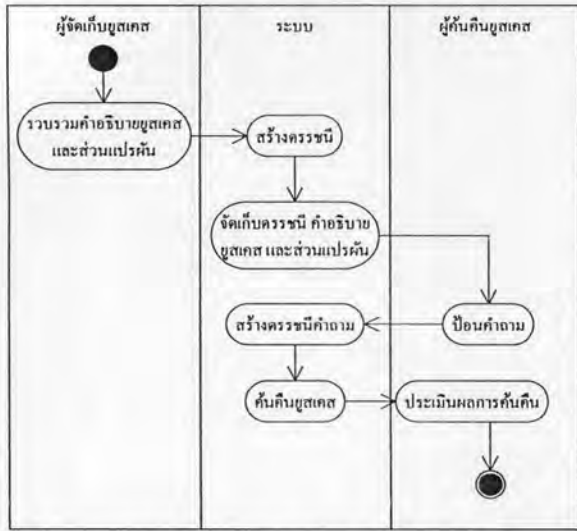 ผู้จัดเก็บยูสเคส
ระบบ
ผู้ค้นคืนยูสเคส
รวบรวมคำอธิบายยูสเคส
และส่วนแปรผัน
สร้างดรรชนี
จัดเก็บดรรชนี คำอธิบาย
ยูสเคส และส่วนแปรผัน
ป้อนคำถาม
สร้างดรรชนีคำถาม
ค้นคืนยูสเคส
ประเมินผลการค้นคืน